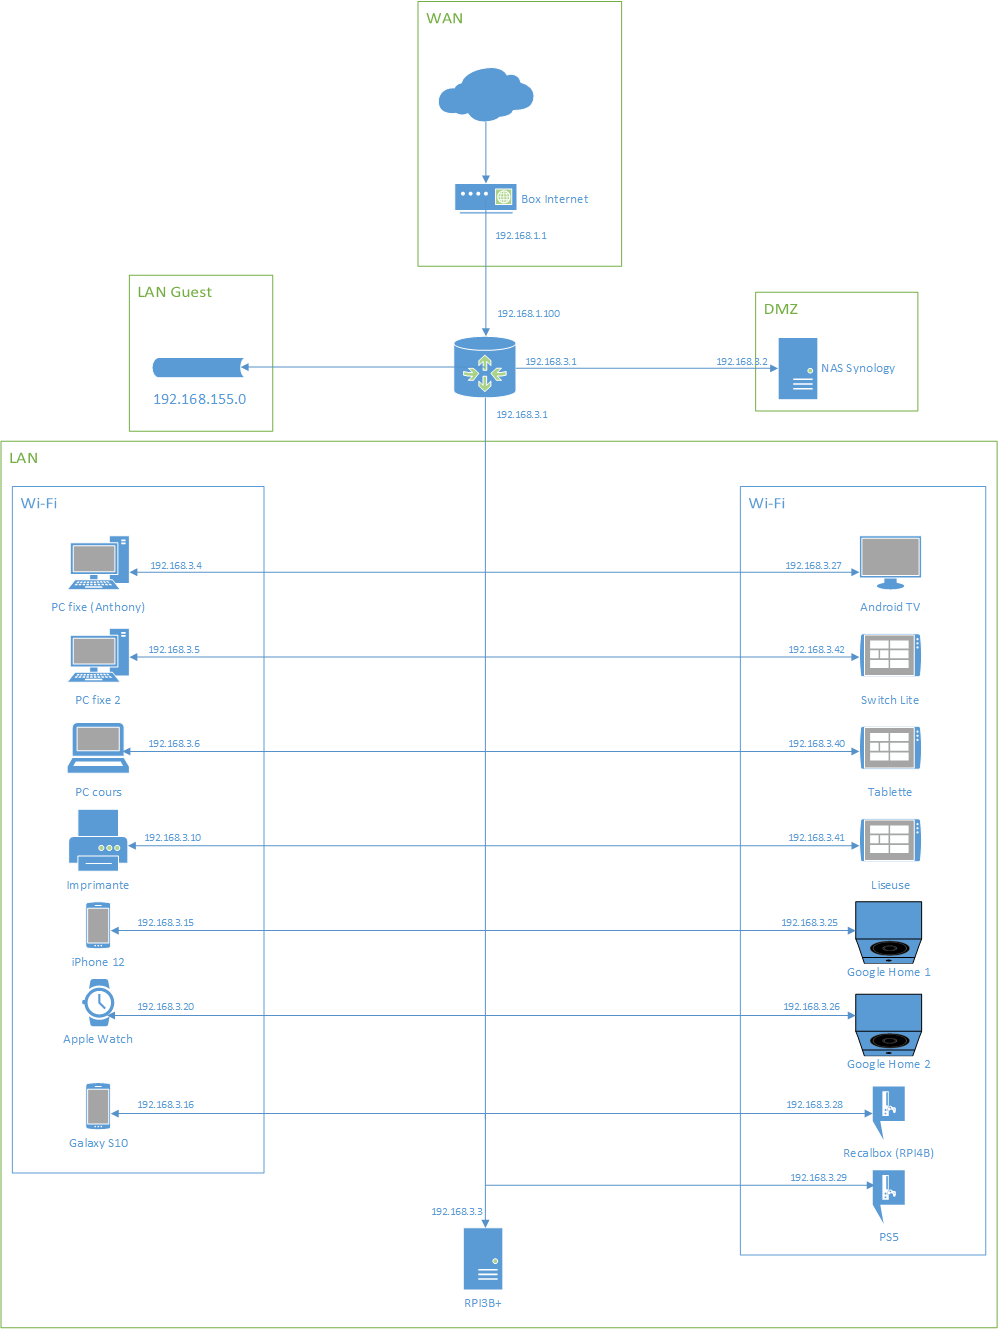 WAN
Box Internet
192.168.1.1
LAN Guest
192.168.155.0
192.168.1.100
192.168.3.1
192.168.3.1
DMZ
192.168.3.2
NAS Synology
LAN
Wi-Fi
192.168.3.4
PC fixe (Anthony)
192.168.3.5
PC fixe 2
192.168.3.6
PC cours
192.168.3.10
Imprimante
192.168.3.15
iPhone 12
192.168.3.20
Apple Watch
192.168.3.16
Galaxy S10
Wi-Fi
192.168.3.27
Android TV
192.168.3.42
Switch Lite
192.168.3.40
Tablette
192.168.3.41
Liseuse
192.168.3.25
Google Home 1
192.168.3.26
Google Home 2
192.168.3.28
Recalbox (RPI4B)
192.168.3.29
PS5
192.168.3.3
RPI3B+